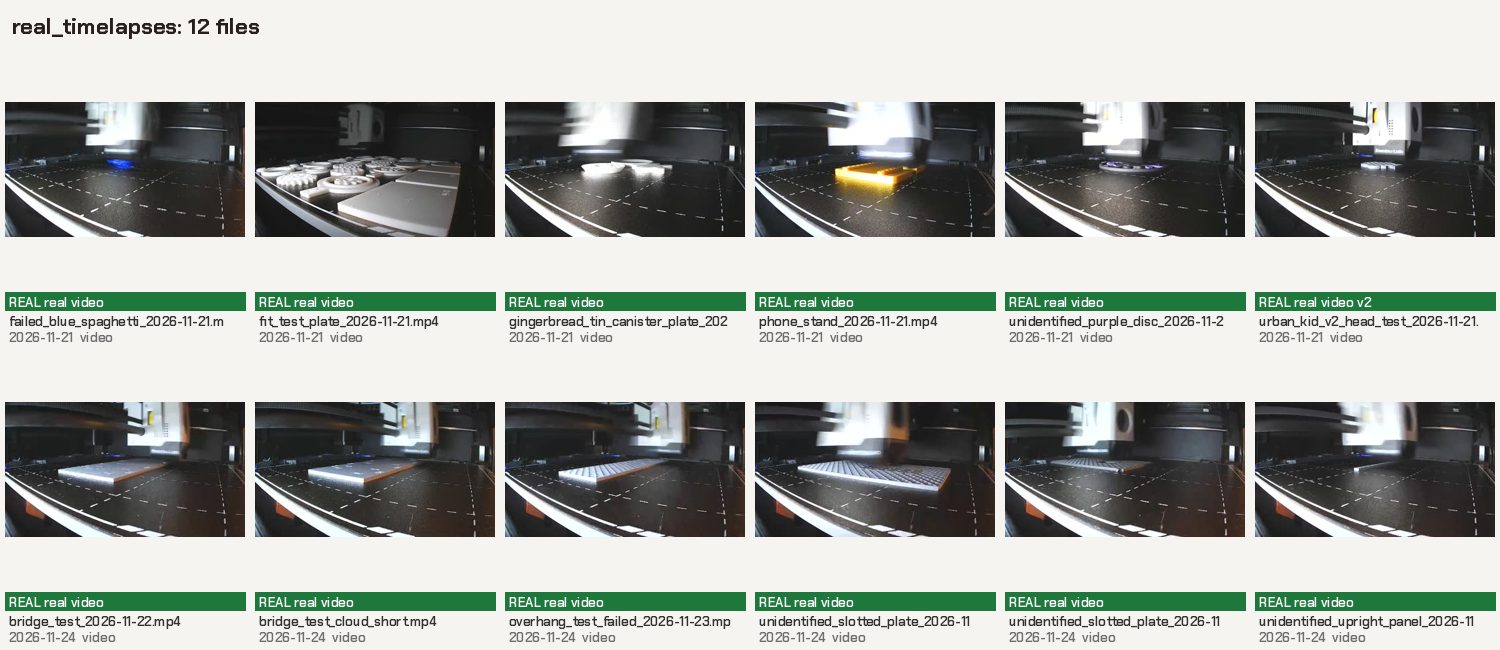 real_timelapses: 12 files
REAL real video
REAL real video
REAL real video
REAL real video
REAL real video
REAL real video v2
failed_blue_spaghetti_2026-11-21.m
fit_test_plate_2026-11-21.mp4
gingerbread_tin_canister_plate_202
phone_stand_2026-11-21.mp4
unidentified_purple_disc_2026-11-2
urban_kid_v2_head_test_2026-11-21.
2026-11-21 video
2026-11-21 video
2026-11-21 video
2026-11-21 video
2026-11-21 video
2026-11-21 video
REAL real video
REAL real video
REAL real video
REAL real video
REAL real video
REAL real video
bridge_test_2026-11-22.mp4
bridge_test_cloud_short.mp4
overhang_test_failed_2026-11-23.mp
unidentified_slotted_plate_2026-11
unidentified_slotted_plate_2026-11
unidentified_upright_panel_2026-11
2026-11-24 video
2026-11-24 video
2026-11-24 video
2026-11-24 video
2026-11-24 video
2026-11-24 video